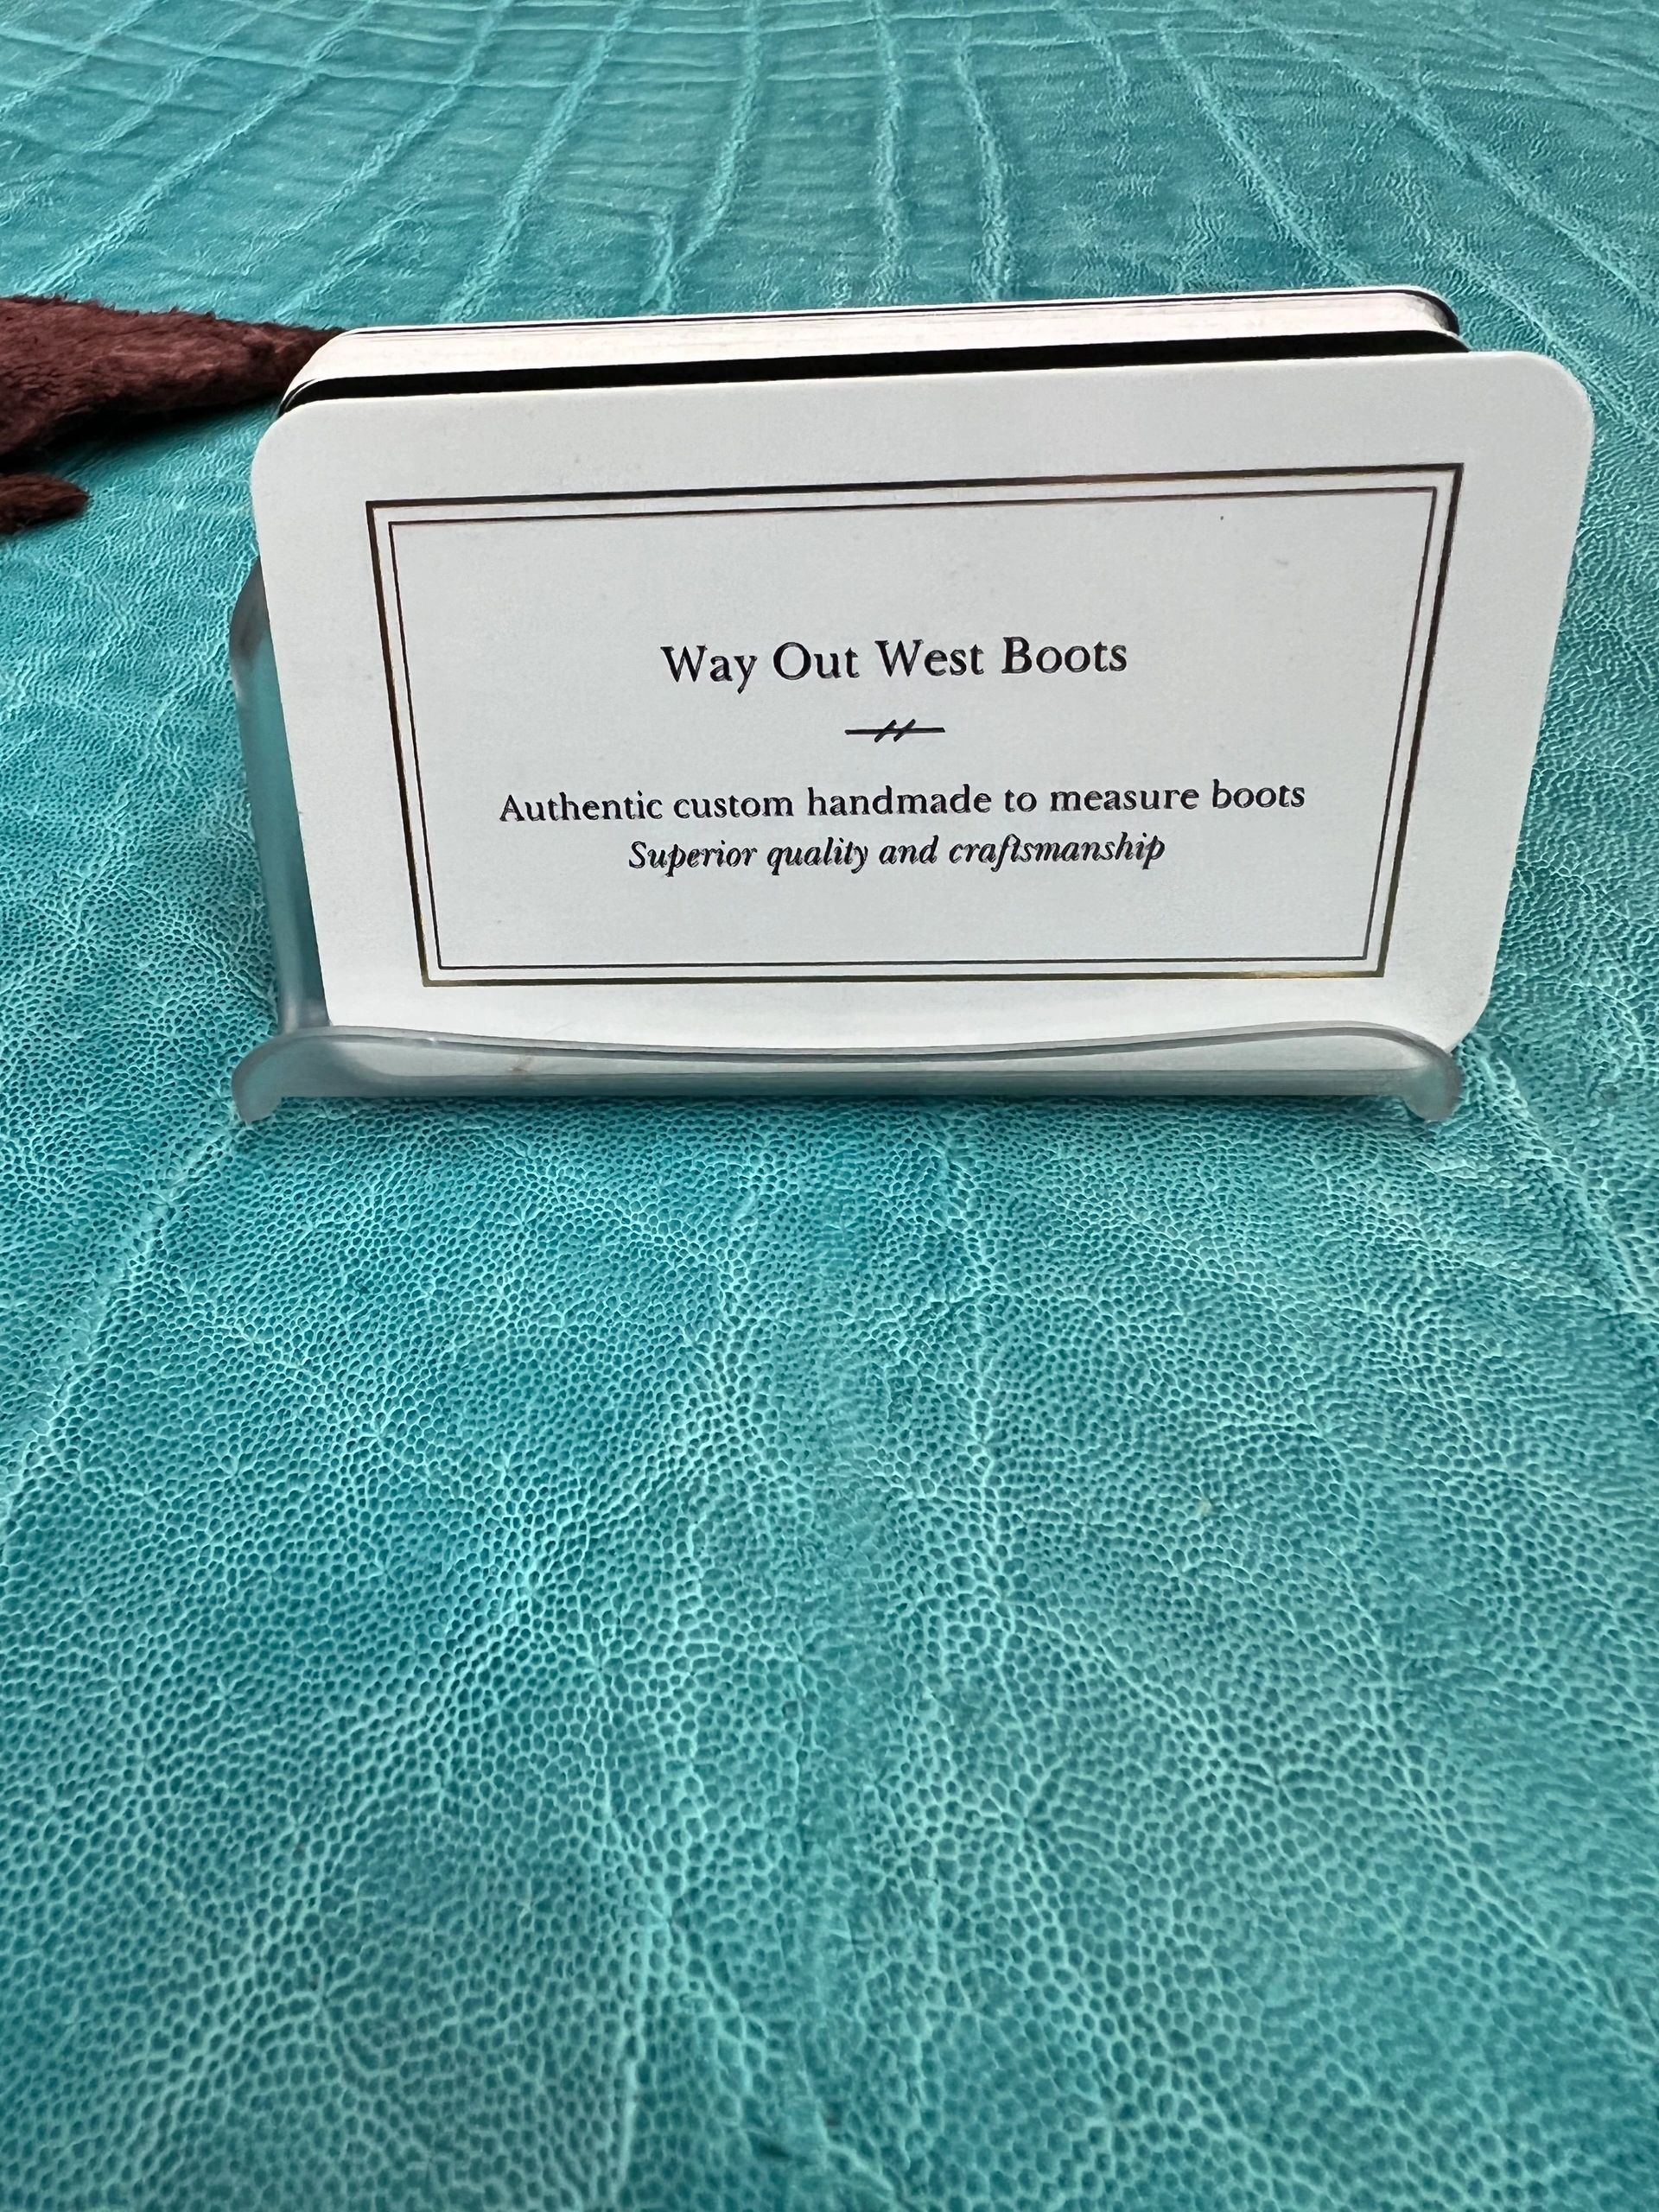 Way Out West Boots
Authentic custom handmade to measure boots
Superior quality and craftsmanship